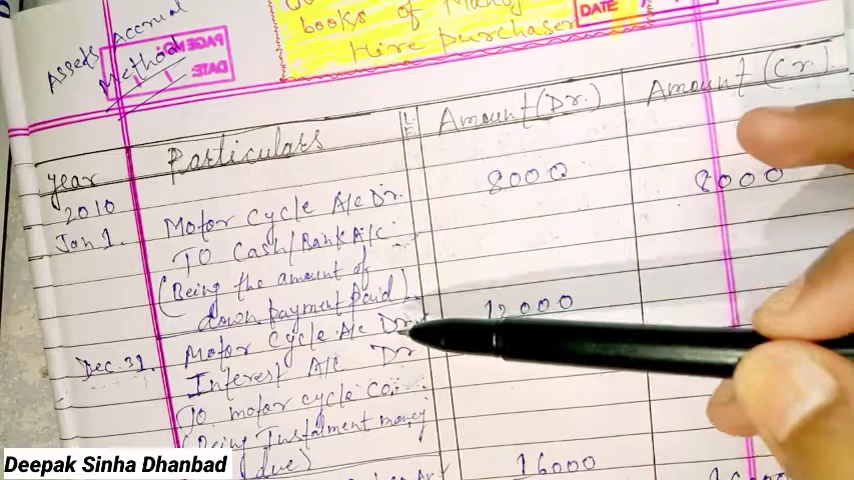 Assets Accrual
Method
PAGE NO.
DATE
books of Manoj
Hire purchaser
DATE
year
Particulars
L.F.
Amount (Dr.)
Amount (Cr.)
2010
Jan 1.
Motor Cycle A/c Dr.
8000
TO Cash/Bank A/c
8000
(Being the amount of
down payment paid)
Dec. 31.
Motor Cycle A/c Dr.
12000
Interest A/c Dr
TO motor cycle Co.
(Being Instalment money
due)
16000
Deepak Sinha Dhanbad